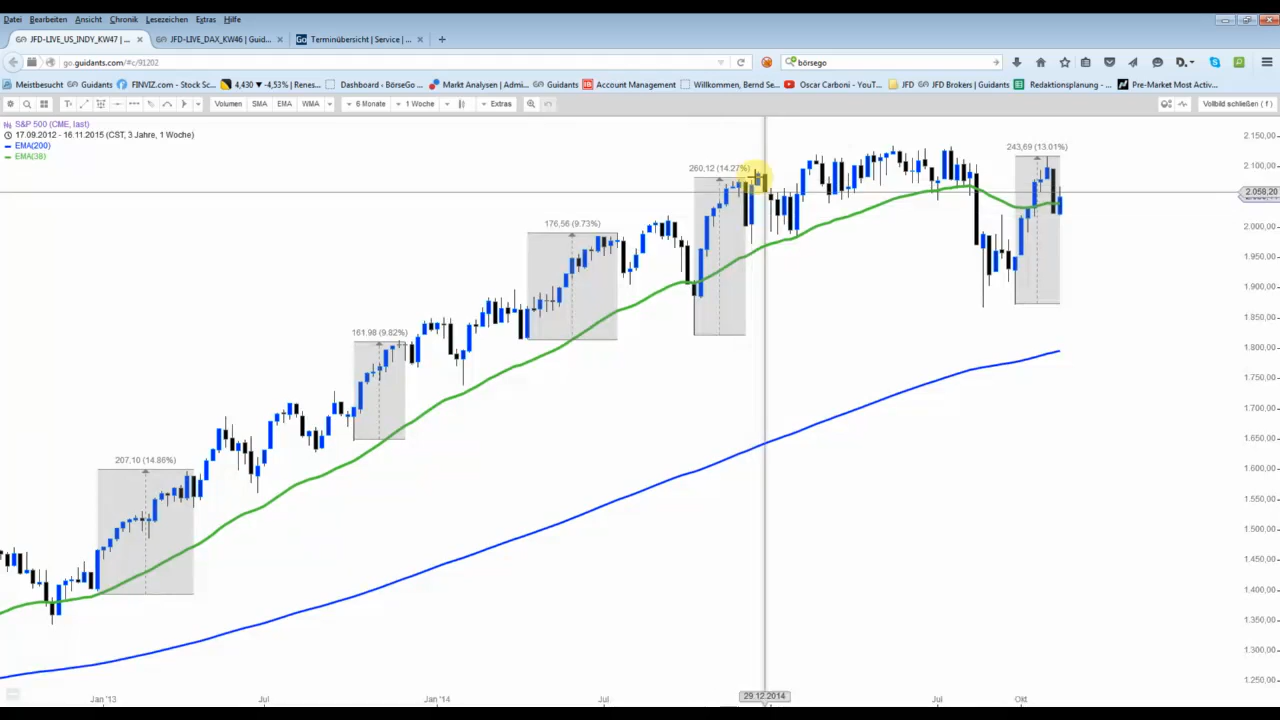 Datei Bearbeiten Ansicht Chronik Lesezeichen Extras Hilfe
JFD-LIVE_US_INDY_KW47 | ... × JFD-LIVE_DAX_KW46 | Guid... × Go Terminübersicht | Service | ... × +
go.guidants.com/#c/91202 börsego
Meistbesucht Guidants FINVIZ.com - Stock Sc... 4,430 ▼ -4,53% | Renes... Dashboard - BörseGo ... Markt Analysen | Admi... Guidants Account Management Willkommen, Bernd Se... Oscar Carboni - YouT... JFD JFD Brokers | Guidants Redaktionsplanung - ... Pre-Market Most Activ...
Volumen SMA EMA WMA 6 Monate 1 Woche Extras Vollbild schließen ( f )
S&P 500 (CME, last)
17.09.2012 - 16.11.2015 (CST, 3 Jahre, 1 Woche)
EMA(200)
EMA(38)
2.150,00
243,69 (13.01%)
260,12 (14.27%)
2.100,00
2.058,20
176,56 (9.73%)
2.000,00
1.950,00
1.900,00
1.850,00
161.98 (9.82%)
1.800,00
1.750,00
1.700,00
1.650,00
207,10 (14.86%)
1.600,00
1.550,00
1.500,00
1.450,00
1.400,00
1.350,00
1.300,00
1.250,00
Jan '13 Jul Jan '14 Jul 29.12.2014 Jul Okt